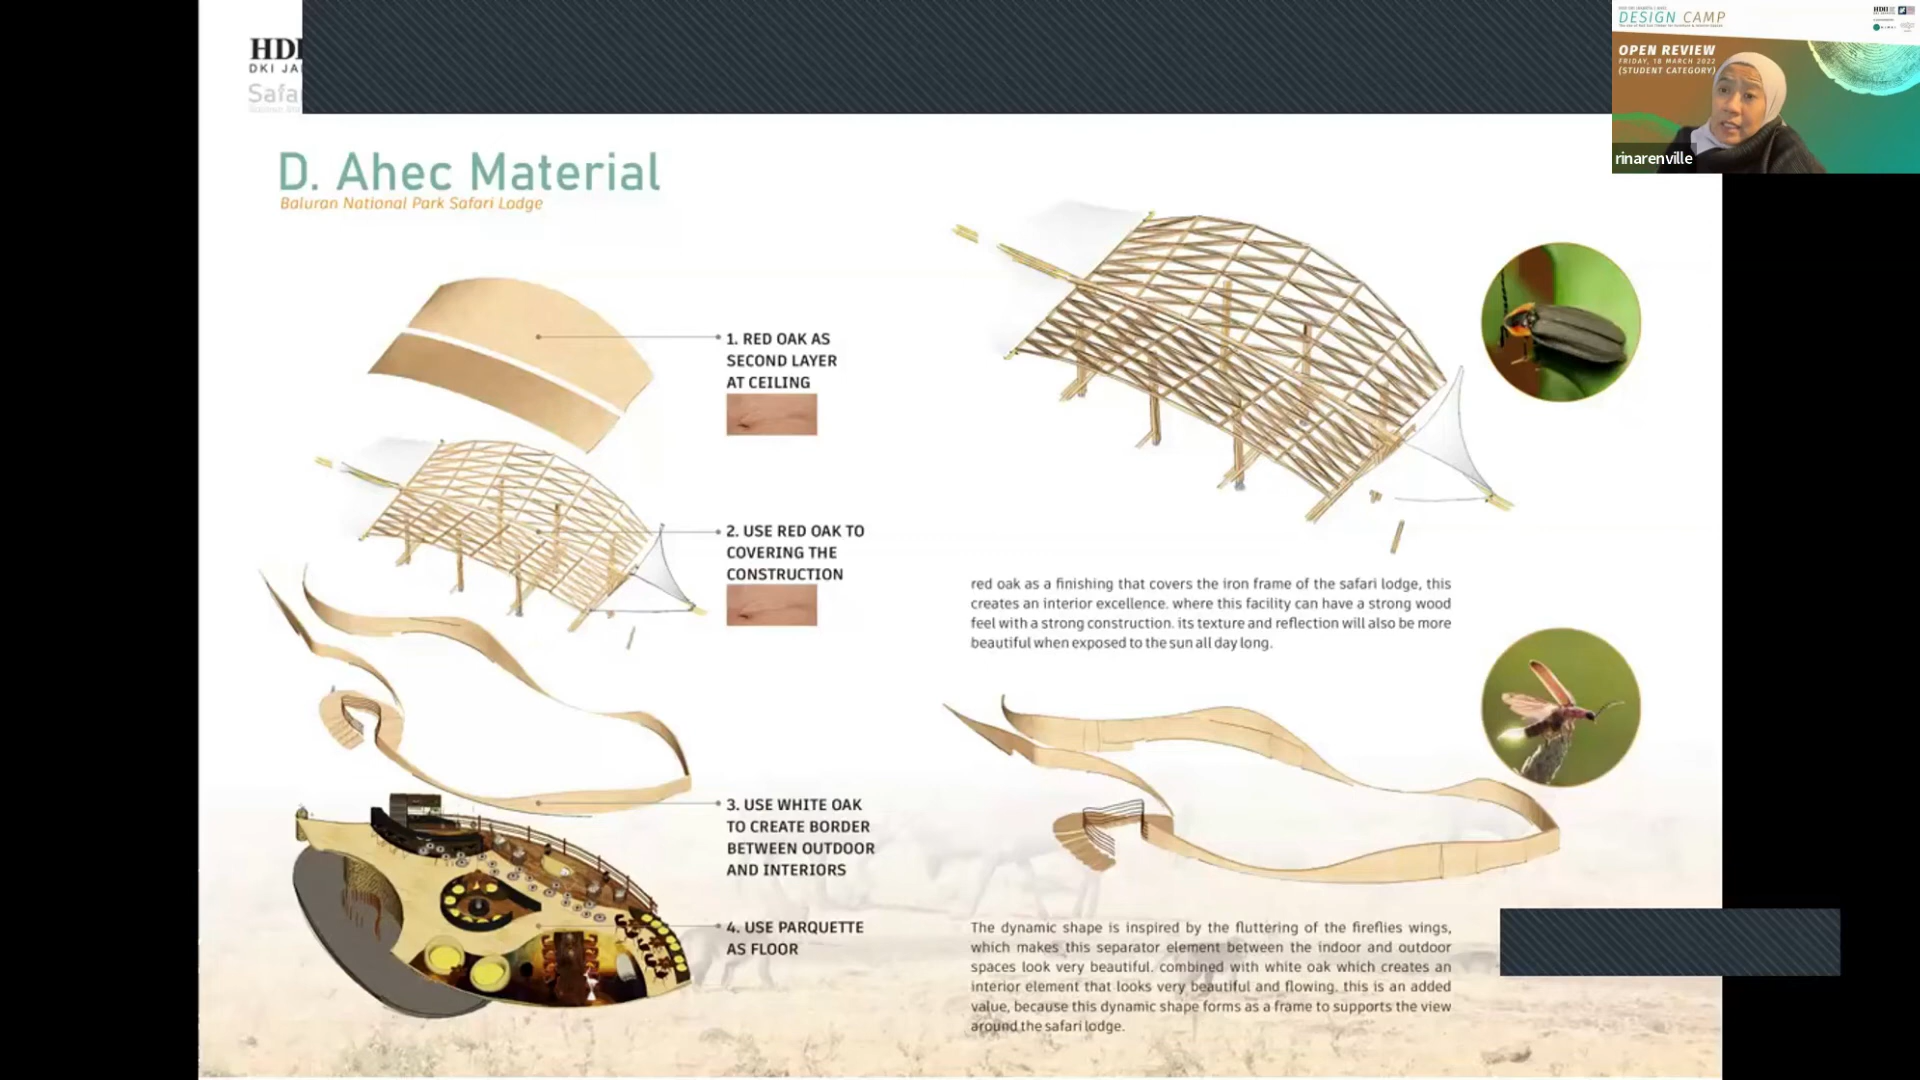 HDI
DKI JA
Safa
D. Ahec Material
Baluran National Park Safari Lodge
1. RED OAK AS
SECOND LAYER
AT CEILING
2. USE RED OAK TO
COVERING THE
CONSTRUCTION
3. USE WHITE OAK
TO CREATE BORDER
BETWEEN OUTDOOR
AND INTERIORS
4. USE PARQUETTE
AS FLOOR
red oak as a finishing that covers the iron frame of the safari lodge, this
creates an interior excellence. where this facility can have a strong wood
feel with a strong construction. its texture and reflection will also be more
beautiful when exposed to the sun all day long.
The dynamic shape is inspired by the fluttering of the fireflies wings,
which makes this separator element between the indoor and outdoor
spaces look very beautiful. combined with white oak which creates an
interior element that looks very beautiful and flowing. this is an added
value, because this dynamic shape forms as a frame to supports the view
around the safari lodge.
DESIGN CAMP
OPEN REVIEW
FRIDAY, 18 MARCH 2022
(STUDENT CATEGORY)
rinarenville